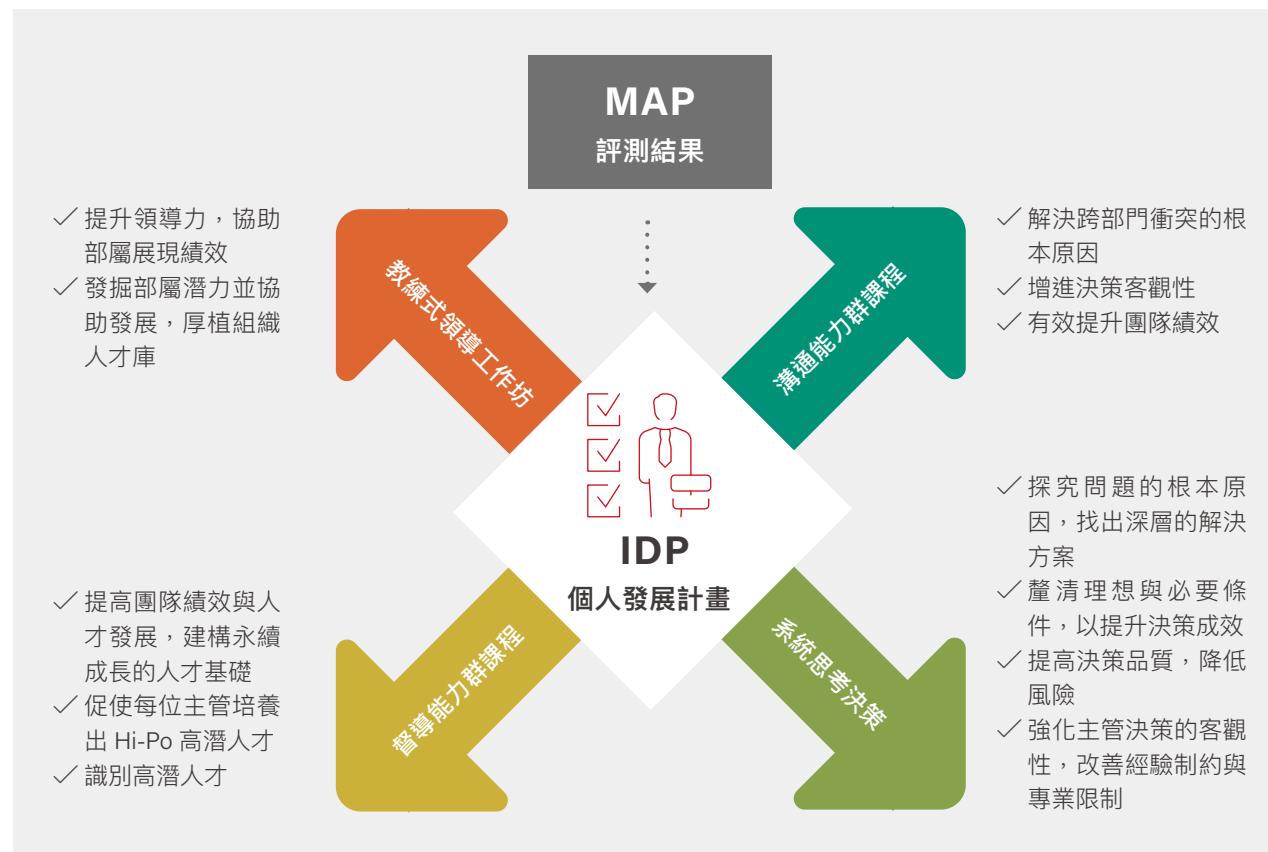 MAP
評測結果
✓ 提升領導力，協助
部屬展現績效
✓ 發掘部屬潛力並協
助發展，厚植組織
人才庫
教練式領導工作坊
溝通能力群課程
✓ 解決跨部門衝突的根
本原因
✓ 增進決策客觀性
✓ 有效提升團隊績效
IDP
個人發展計畫
✓ 提高團隊績效與人
才發展，建構永續
成長的人才基礎
✓ 促使每位主管培養
出 Hi-Po 高潛人才
✓ 識別高潛人才
督導能力群課程
系統思考決策
✓ 探究問題的根本原
因，找出深層的解決
方案
✓ 釐清理想與必要條
件，以提升決策成效
✓ 提高決策品質，降低
風險
✓ 強化主管決策的客觀
性，改善經驗制約與
專業限制